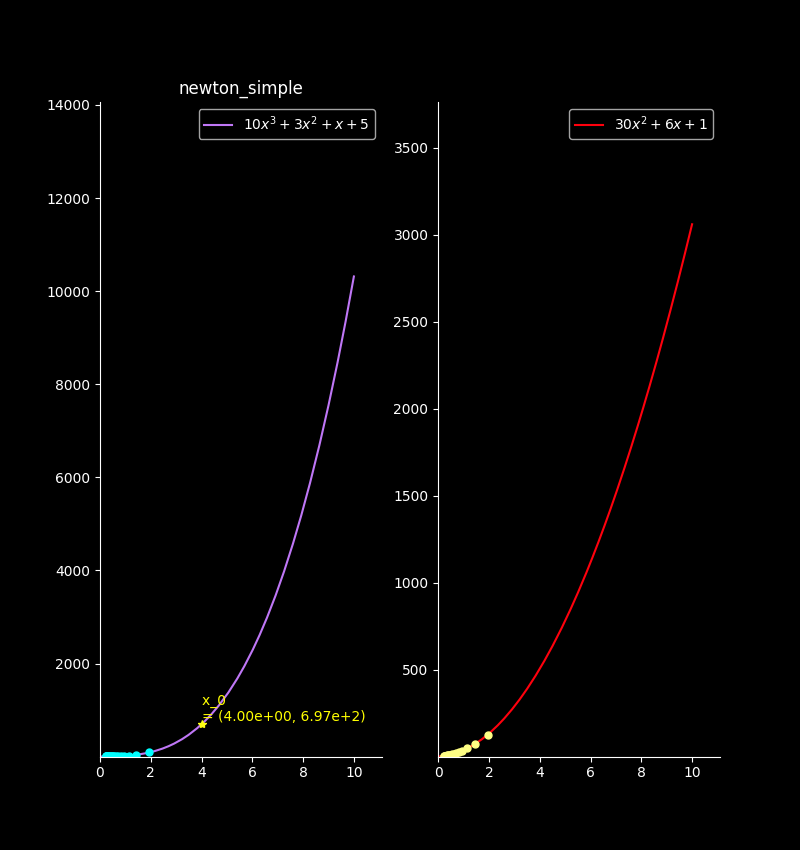 newton_simple
14000
12000
10000
8000
6000
4000
2000
10x³ + 3x² + x + 5
x_0
= (4.00e+00, 6.97e+2)
0 2 4 6 8 10
3500
3000
2500
2000
1500
1000
500
30x² + 6x + 1
0 2 4 6 8 10